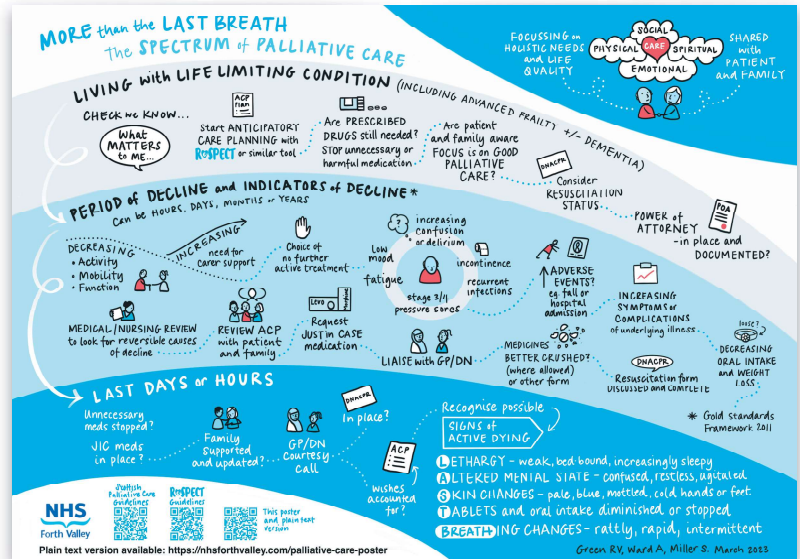 MORE than the LAST BREATH
The SPECTRUM of PALLIATIVE CARE
FOCUSSING on
HOLISTIC NEEDS
and LIFE
QUALITY
SOCIAL
PHYSICAL
CARE
SPIRITUAL
EMOTIONAL
SHARED
with
PATIENT
and FAMILY
LIVING with LIFE LIMITING CONDITION (INCLUDING ADVANCED FRAILTY +/- DEMENTIA)
CHECK we KNOW...
What
MATTERS
to ME...
ACP
Plan
Start ANTICIPATORY
CARE PLANNING with
ReSPECT or similar tool
Are PRESCRIBED
DRUGS still needed?
STOP unnecessary or
harmful medication
Are patient
and family aware
FOCUS is on GOOD
PALLIATIVE
CARE?
DNACPR
Consider
RESUSCITATION
STATUS
POWER of
ATTORNEY
-in place and
DOCUMENTED?
POA
PERIOD of DECLINE and INDICATORS of DECLINE*
Can be HOURS, DAYS, MONTHS or YEARS
DECREASING
• Activity
• Mobility
• Function
INCREASING
need for
carer support
Choice of
no further
active treatment
Low
mood
fatigue
increasing
confusion
or delirium
incontinence
recurrent
infections
stage 3/4
pressure sores
↑ ADVERSE
EVENTS?
eg. fall or
hospital
admission
INCREASING
SYMPTOMS or
COMPLICATIONS
of underlying illness
loose?
DECREASING
ORAL INTAKE
and WEIGHT
LOSS
MEDICAL/NURSING REVIEW
to look for reversible causes
of decline
REVIEW ACP
with patient
and family
Levo
Morphine
Request
JUST in CASE
medication
LIAISE with GP/DN
MEDICINES
BETTER CRUSHED?
(where allowed)
or other form
DNACPR
Resuscitation form
DISCUSSED and COMPLETE
* Gold Standards
Framework 2011
LAST DAYS or HOURS
Unnecessary
meds stopped?
JIC meds
in place?
Family
supported
and updated?
GP/DN
COURTESY
CALL
DNACPR
In place?
ACP
Wishes
accounted
for?
Recognise possible
SIGNS of
ACTIVE DYING
LETHARGY - weak, bed bound, increasingly sleepy
ALTERED MENTAL STATE - confused, restless, agitated
SKIN CHANGES - pale, blue, mottled, cold hands or feet
TABLETS and oral intake diminished or stopped
BREATHING CHANGES - rattly, rapid, intermittent
NHS
Forth Valley
Scottish
Palliative Care
Guidelines
ReSPECT
Guidelines
This poster
and plain text
version
Plain text version available: https://nhsforthvalley.com/palliative-care-poster
Green RV, Ward A, Miller S. March 2023